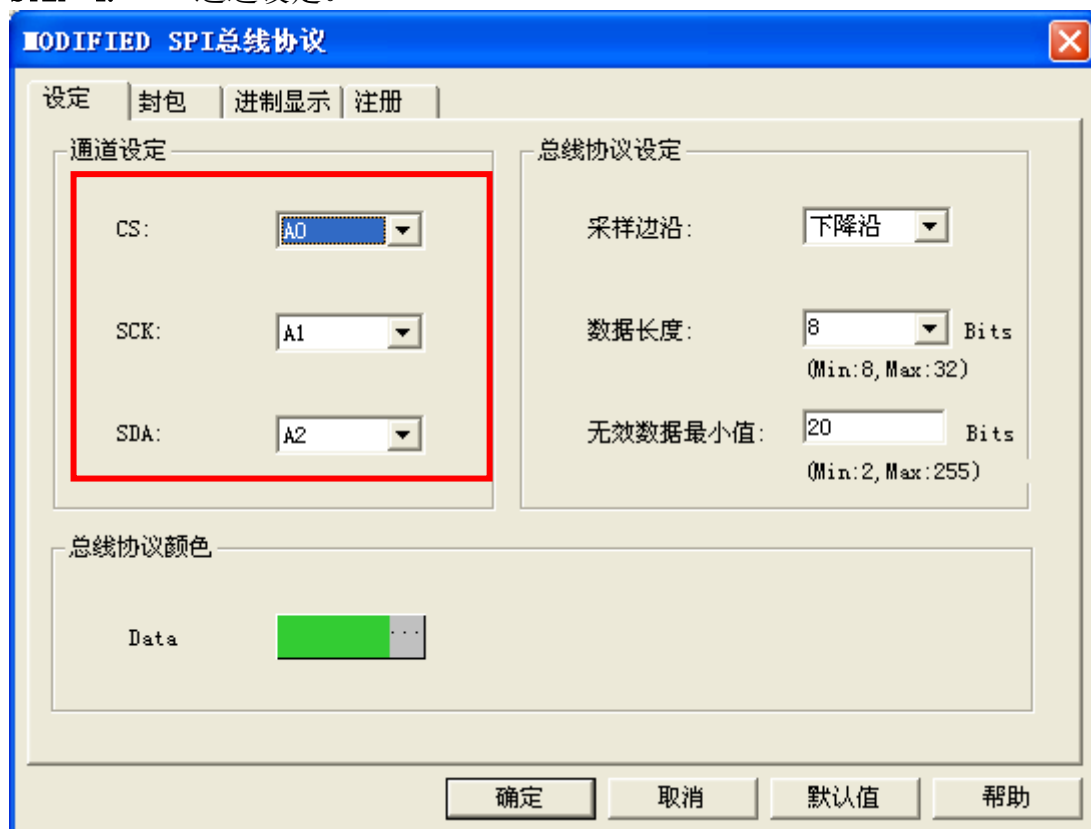 MODIFIED SPI总线协议
设定 封包 进制显示 注册
通道设定
CS: A0
SCK: A1
SDA: A2
总线协议设定
采样边沿: 下降沿
数据长度: 8 Bits
(Min:8,Max:32)
无效数据最小值: 20 Bits
(Min:2,Max:255)
总线协议颜色
Data ...
确定 取消 默认值 帮助